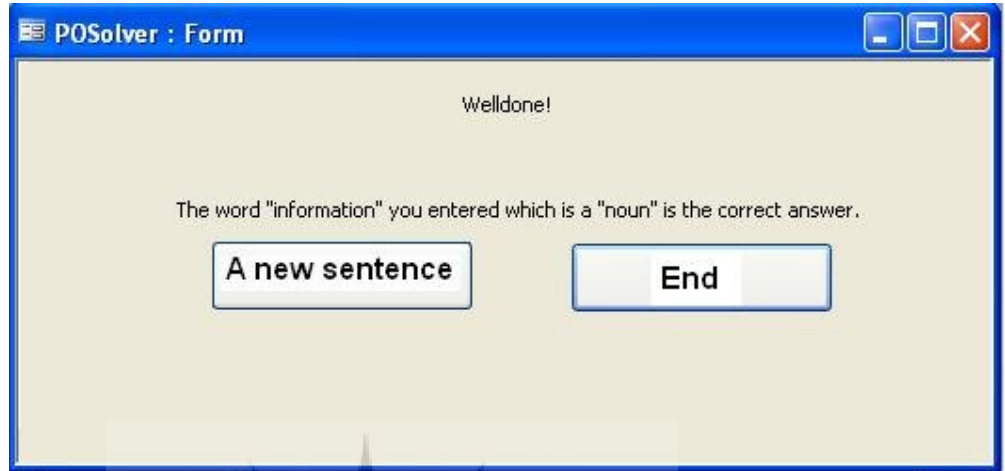 POSolver : Form
Welldone!
The word "information" you entered which is a "noun" is the correct answer.
A new sentence
End